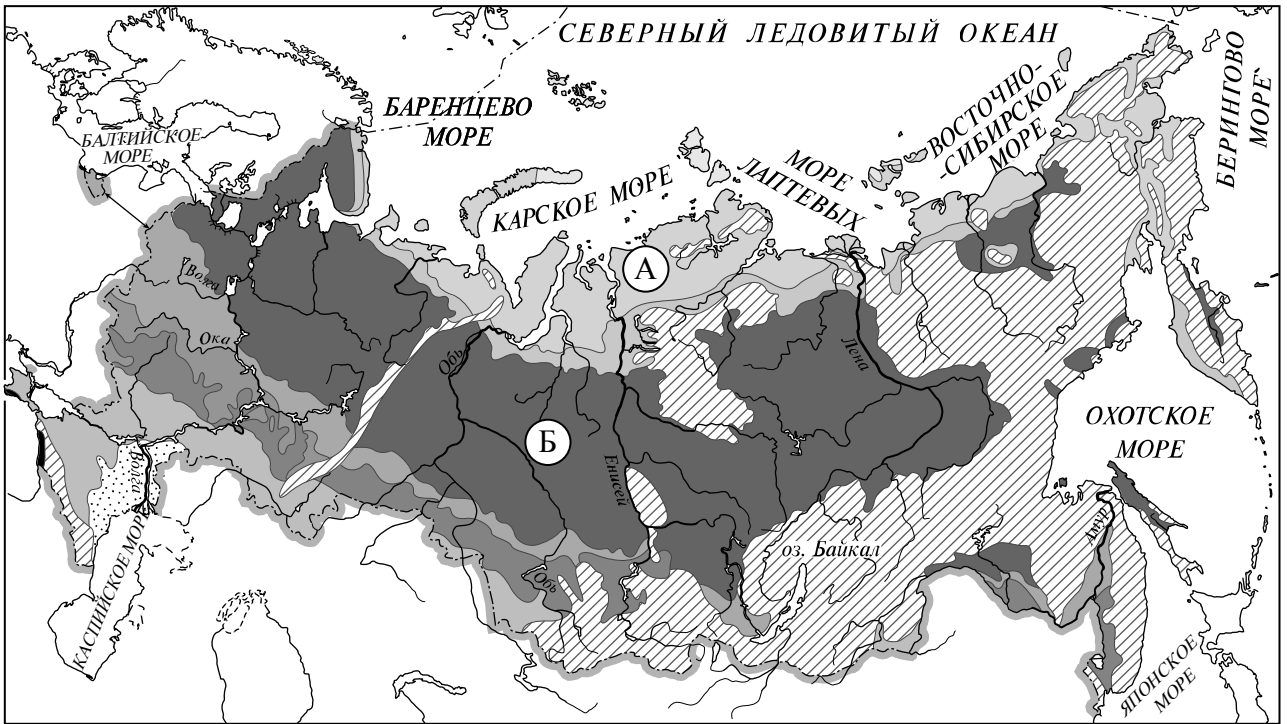 СЕВЕРНЫЙ ЛЕДОВИТЫЙ ОКЕАН
БАРЕНЦЕВО
МОРЕ
БАЛТИЙСКОЕ
МОРЕ
КАРСКОЕ МОРЕ
МОРЕ
ЛАПТЕВЫХ
ВОСТОЧНО-
-СИБИРСКОЕ
МОРЕ
БЕРИНГОВО
МОРЕ
А
Волга
Ока
Обь
Лена
Б
Енисей
ОХОТСКОЕ
МОРЕ
Волга
Амур
оз. Байкал
Обь
КАСПИЙСКОЕ МОРЕ
ЯПОНСКОЕ
МОРЕ